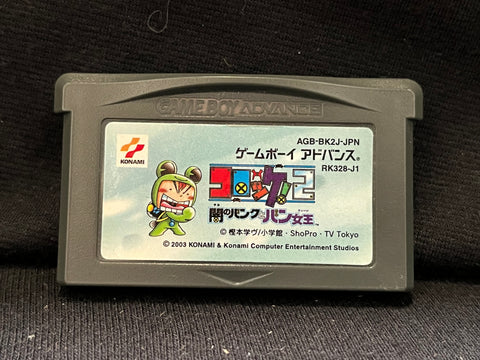 GAME BOY ADVANCE
AGB-BK2J-JPN
ゲームボーイ アドバンス®
RK328-J1
KONAMI
コロッケ!2
闇のバンクとバン女王™
© 樫本学ヴ/小学館・ShoPro・TV Tokyo
© 2003 KONAMI & Konami Computer Entertainment Studios